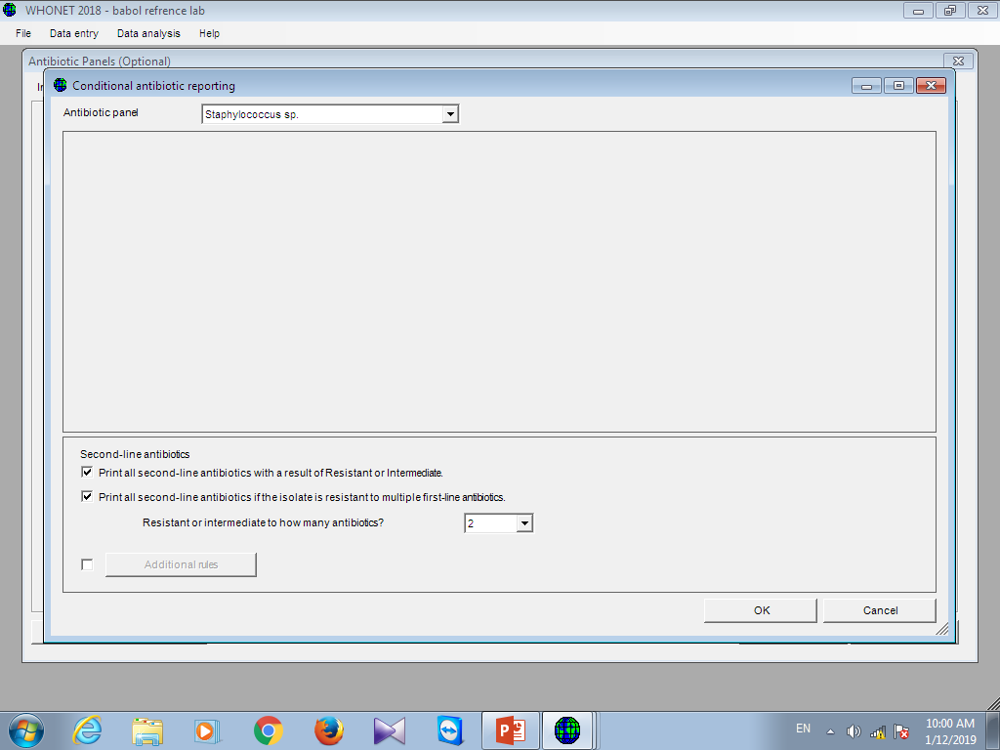 WHONET 2018 - babol refrence lab
File Data entry Data analysis Help
Antibiotic Panels (Optional)
Conditional antibiotic reporting
Antibiotic panel Staphylococcus sp.
Second-line antibiotics
Print all second-line antibiotics with a result of Resistant or Intermediate.
Print all second-line antibiotics if the isolate is resistant to multiple first-line antibiotics.
Resistant or intermediate to how many antibiotics? 2
Additional rules
OK Cancel
EN
10:00 AM
1/12/2019